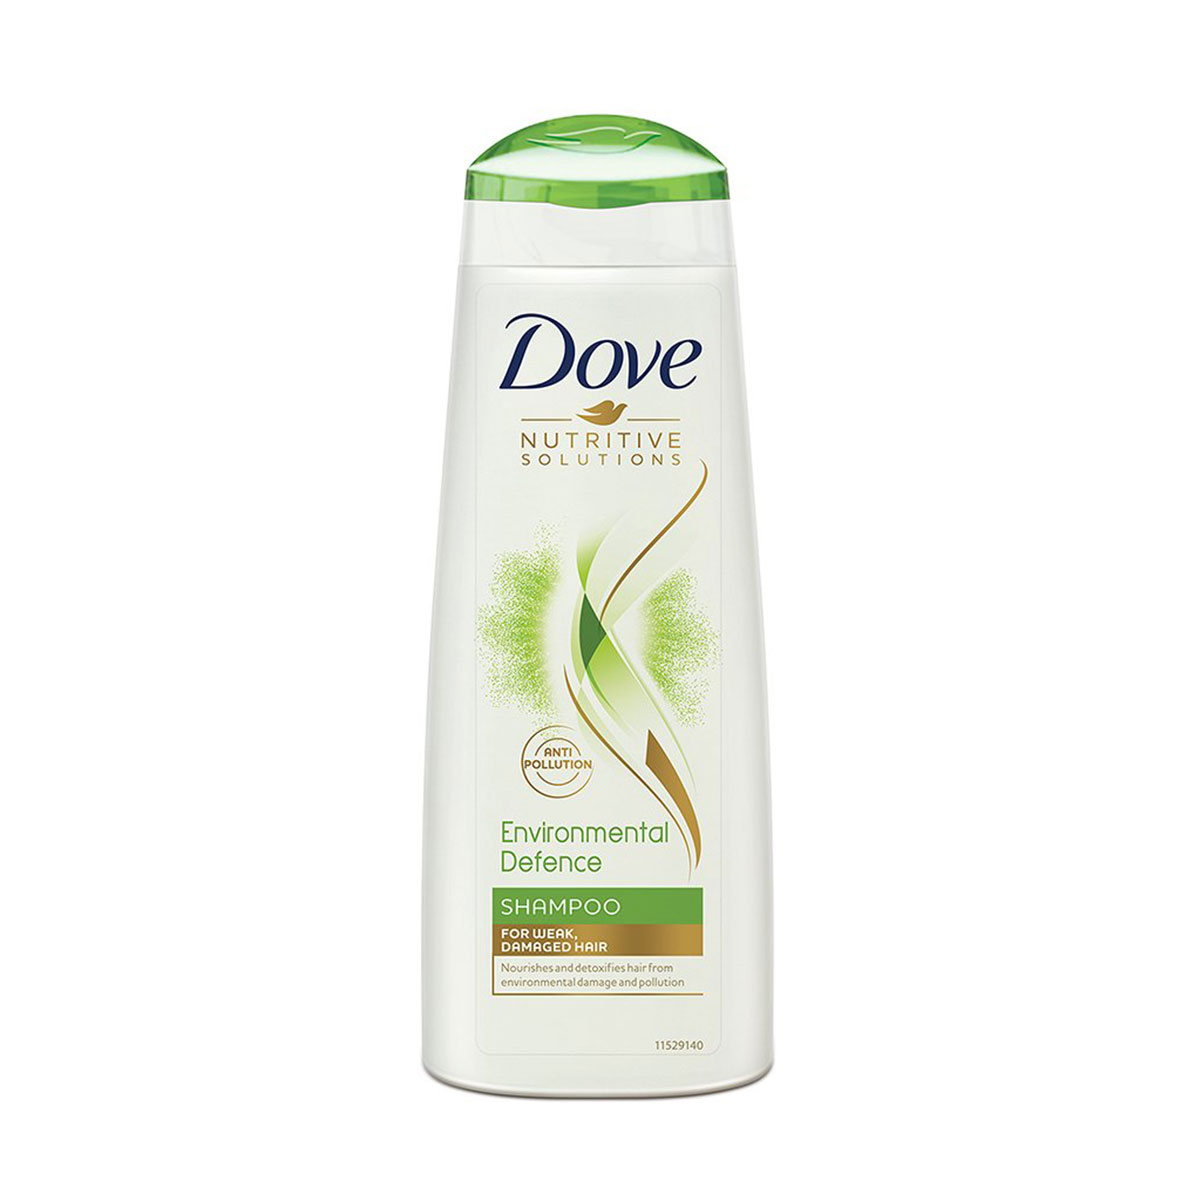 Dove
NUTRITIVE
SOLUTIONS
ANTI
POLLUTION
Environmental
Defence
SHAMPOO
FOR WEAK,
DAMAGED HAIR
Nourishes and detoxifies hair from
environmental damage and pollution
11529140